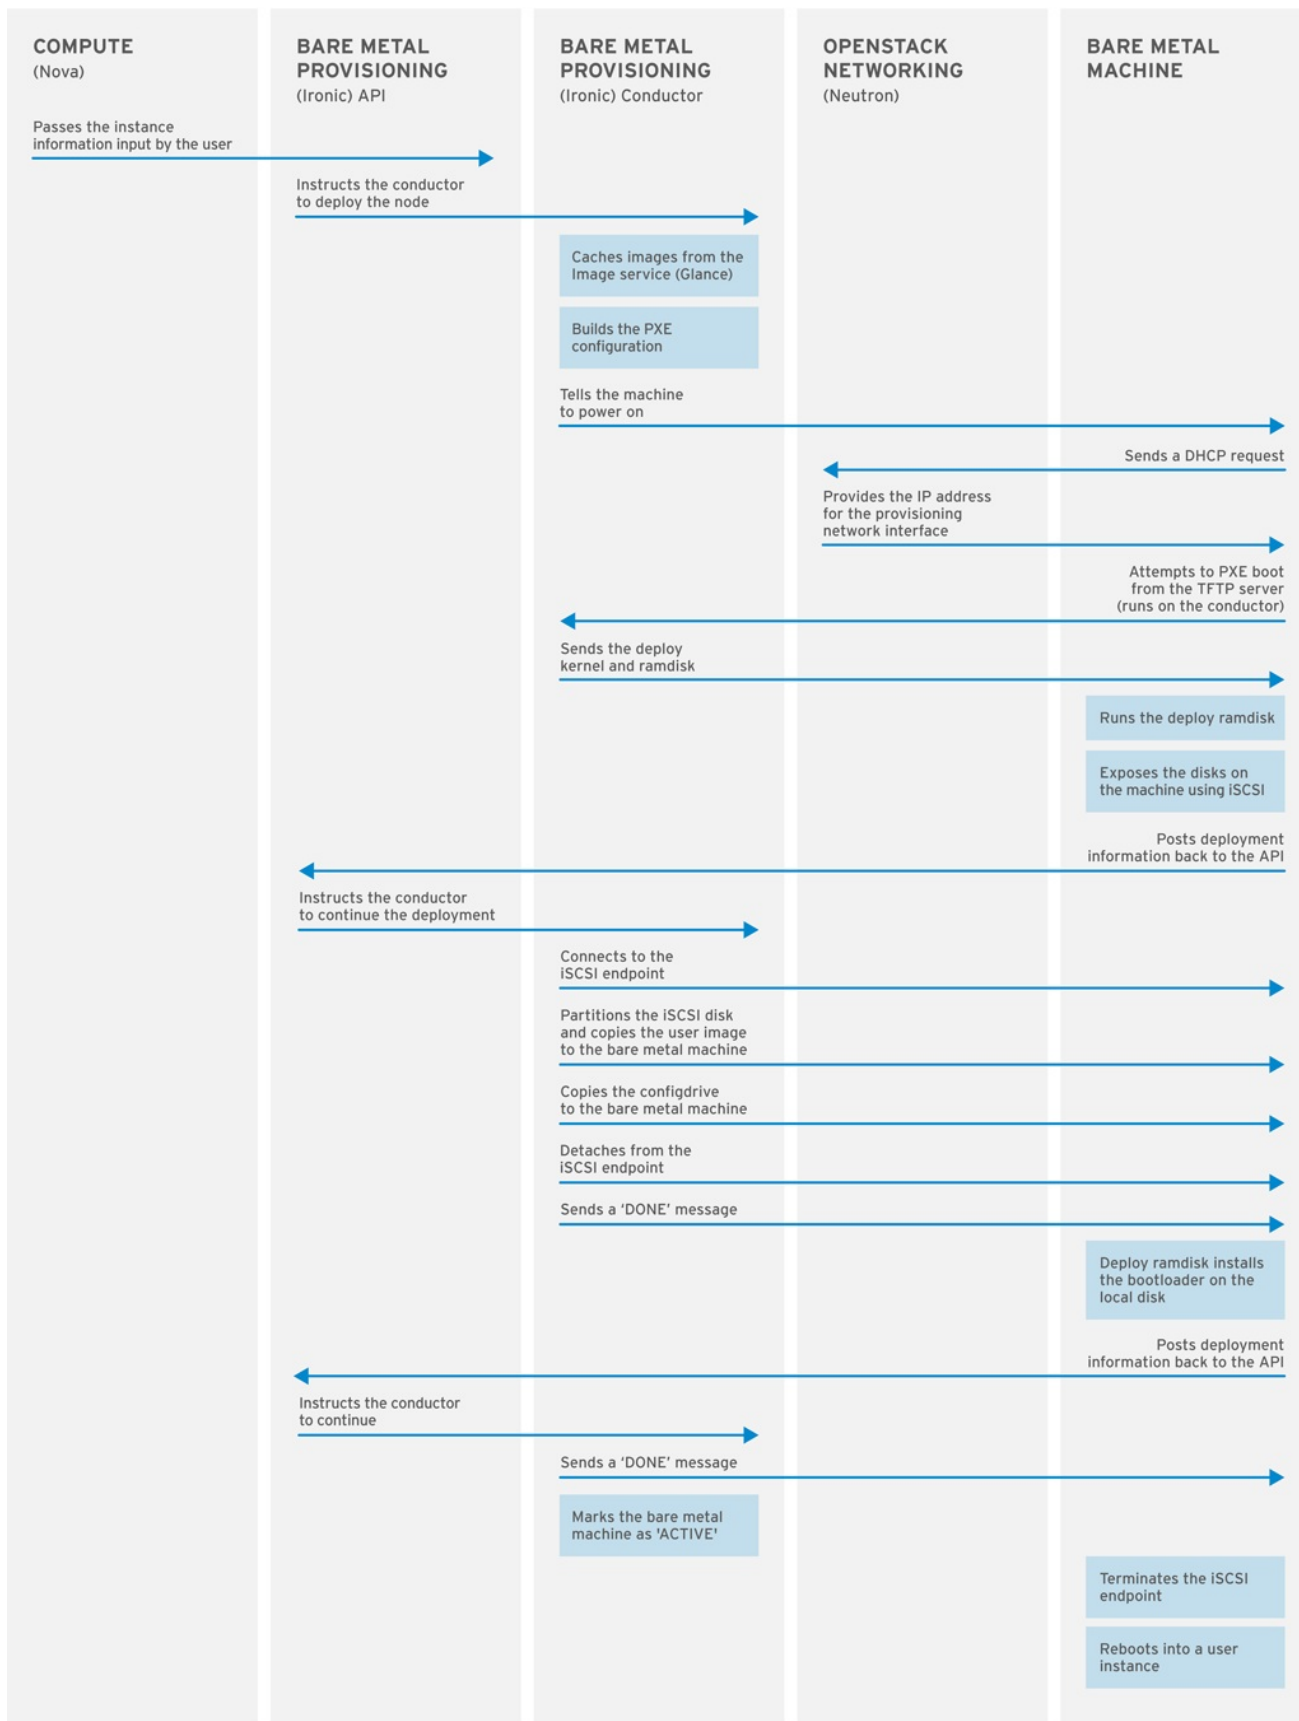 COMPUTE
(Nova)
BARE METAL
PROVISIONING
(Ironic) API
BARE METAL
PROVISIONING
(Ironic) Conductor
OPENSTACK
NETWORKING
(Neutron)
BARE METAL
MACHINE
Passes the instance
information input by the user
Instructs the conductor
to deploy the node
Caches images from the
Image service (Glance)
Builds the PXE
configuration
Tells the machine
to power on
Sends a DHCP request
Provides the IP address
for the provisioning
network interface
Attempts to PXE boot
from the TFTP server
(runs on the conductor)
Sends the deploy
kernel and ramdisk
Runs the deploy ramdisk
Exposes the disks on
the machine using iSCSI
Posts deployment
information back to the API
Instructs the conductor
to continue the deployment
Connects to the
iSCSI endpoint
Partitions the iSCSI disk
and copies the user image
to the bare metal machine
Copies the configdrive
to the bare metal machine
Detaches from the
iSCSI endpoint
Sends a ‘DONE’ message
Deploy ramdisk installs
the bootloader on the
local disk
Posts deployment
information back to the API
Instructs the conductor
to continue
Sends a ‘DONE’ message
Marks the bare metal
machine as 'ACTIVE'
Terminates the iSCSI
endpoint
Reboots into a user
instance